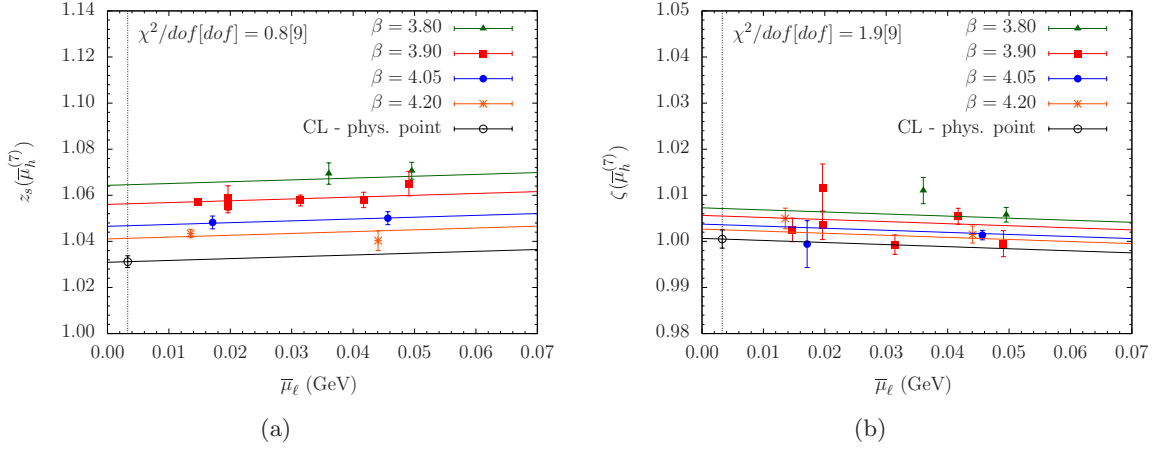 χ²/dof[dof] = 0.8[9]
β = 3.80
β = 3.90
β = 4.05
β = 4.20
CL - phys. point
z_s(μ̅_h^{(7)})
1.14
1.12
1.10
1.08
1.06
1.04
1.02
1.00
0.00 0.01 0.02 0.03 0.04 0.05 0.06 0.07
μ̅_ℓ (GeV)
(a)
χ²/dof[dof] = 1.9[9]
β = 3.80
β = 3.90
β = 4.05
β = 4.20
CL - phys. point
ζ(μ̅_h^{(7)})
1.05
1.04
1.03
1.02
1.01
1.00
0.99
0.98
0.00 0.01 0.02 0.03 0.04 0.05 0.06 0.07
μ̅_ℓ (GeV)
(b)